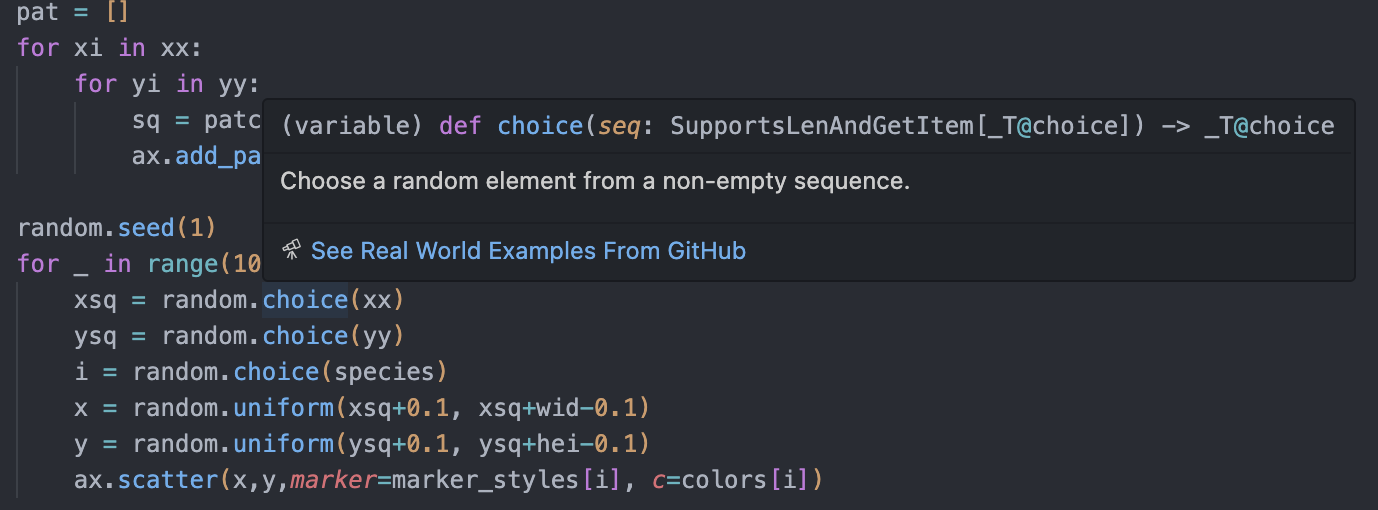 pat = []
for xi in xx:
for yi in yy:
sq = patc
ax.add_pa
(variable) def choice(seq: SupportsLenAndGetItem[_T@choice]) -> _T@choice
Choose a random element from a non-empty sequence.
See Real World Examples From GitHub
random.seed(1)
for _ in range(10
xsq = random.choice(xx)
ysq = random.choice(yy)
i = random.choice(species)
x = random.uniform(xsq+0.1, xsq+wid-0.1)
y = random.uniform(ysq+0.1, ysq+hei-0.1)
ax.scatter(x,y,marker=marker_styles[i], c=colors[i])